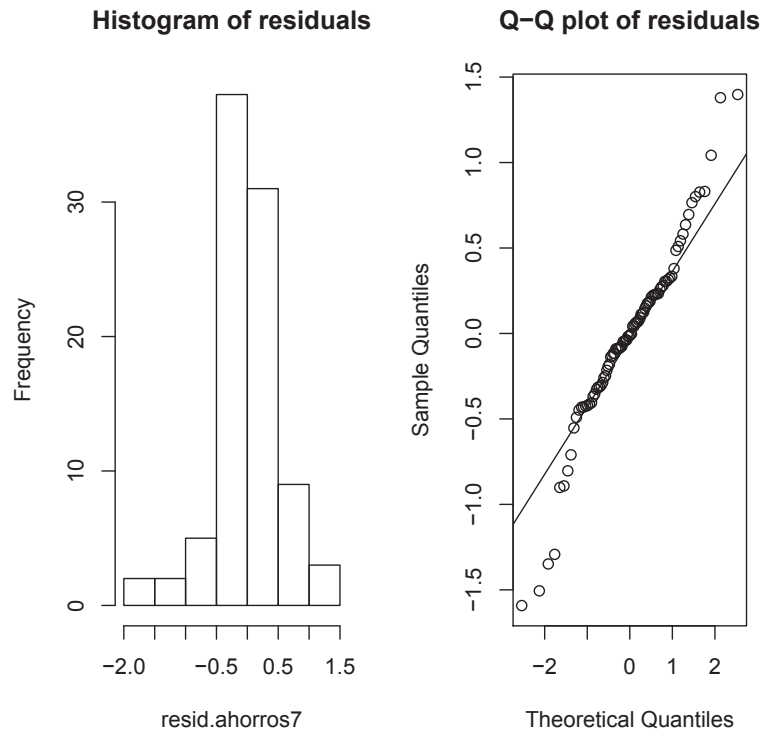 Histogram of residuals
Frequency
0
10
20
30
−2.0 −0.5 0.5 1.5
resid.ahorros7
Q−Q plot of residuals
Sample Quantiles
−1.5
−1.0
−0.5
0.0
0.5
1.0
1.5
−2 0 1 2
Theoretical Quantiles